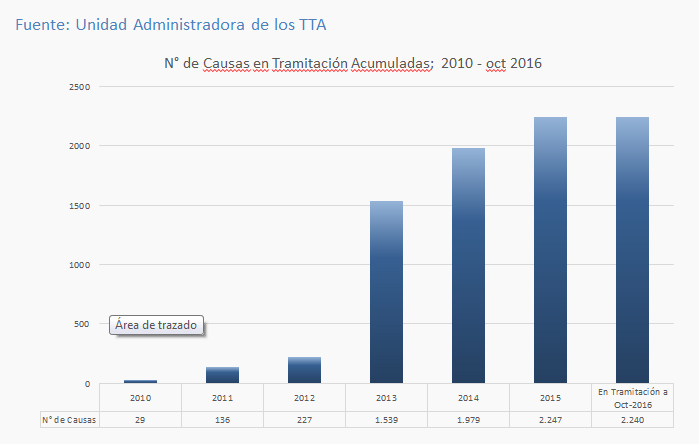 Fuente: Unidad Administradora de los TTA
N° de Causas en Tramitación Acumuladas; 2010 - oct 2016
2500
2000
1500
1000
500
0
Área de trazado
2010 2011 2012 2013 2014 2015 En Tramitación a
Oct-2016
N° de Causas 29 136 227 1.539 1.979 2.247 2.240